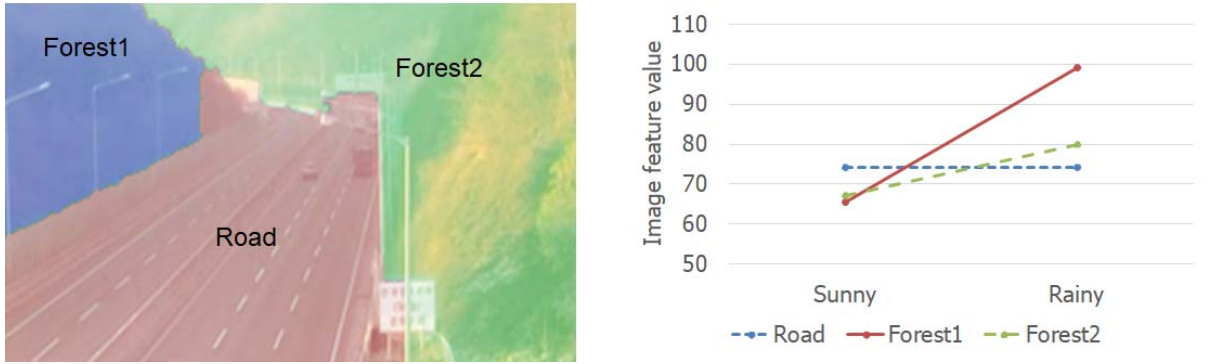 Forest1
Forest2
Road
110
100
90
80
70
60
50
Image feature value
Sunny Rainy
Road Forest1 Forest2